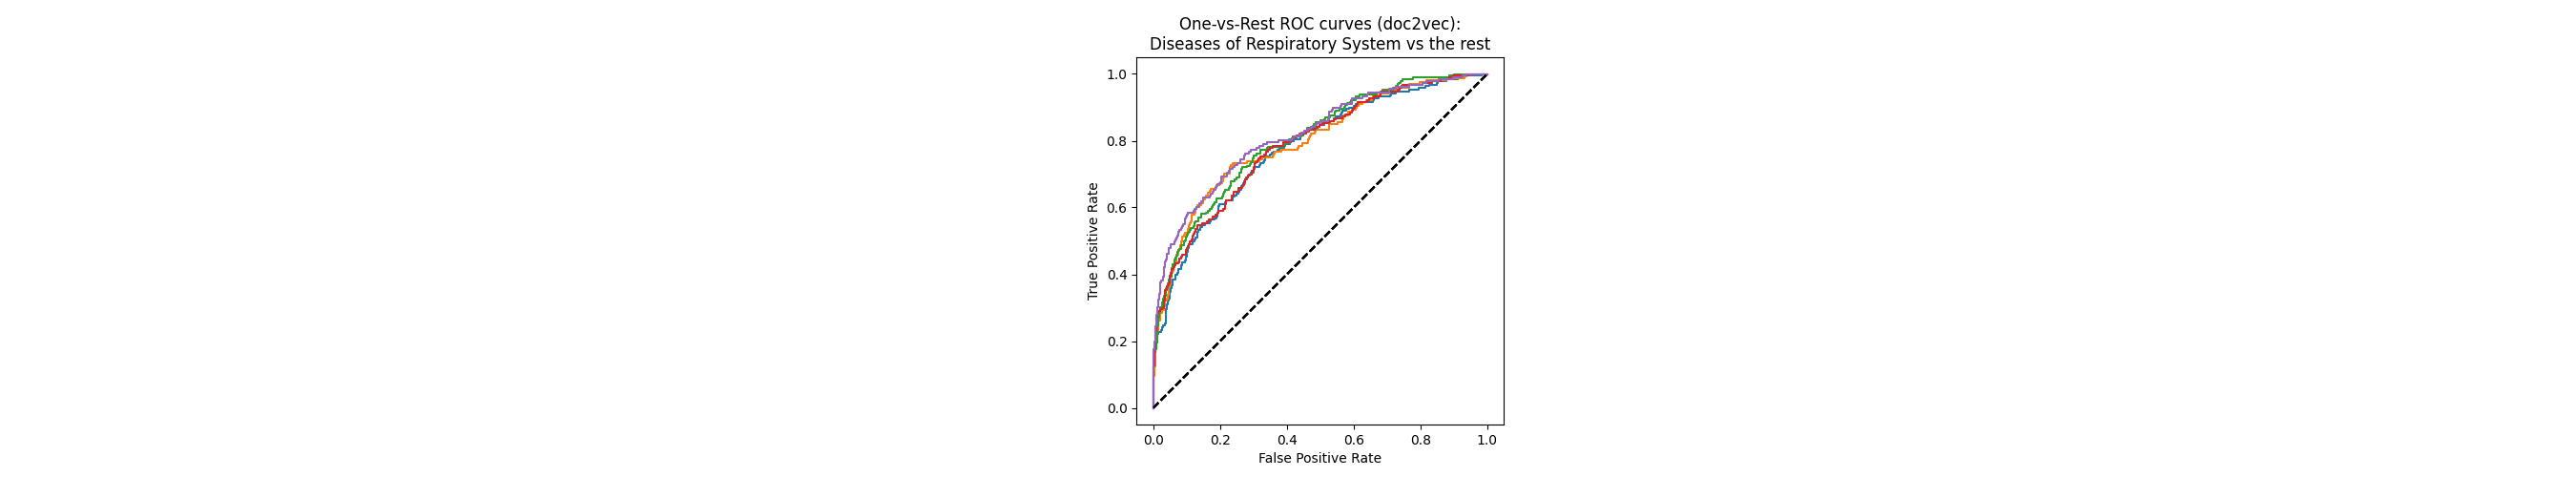 One-vs-Rest ROC curves (doc2vec):
Diseases of Respiratory System vs the rest
1.0
0.8
0.6
0.4
0.2
0.0
True Positive Rate
0.0 0.2 0.4 0.6 0.8 1.0
False Positive Rate